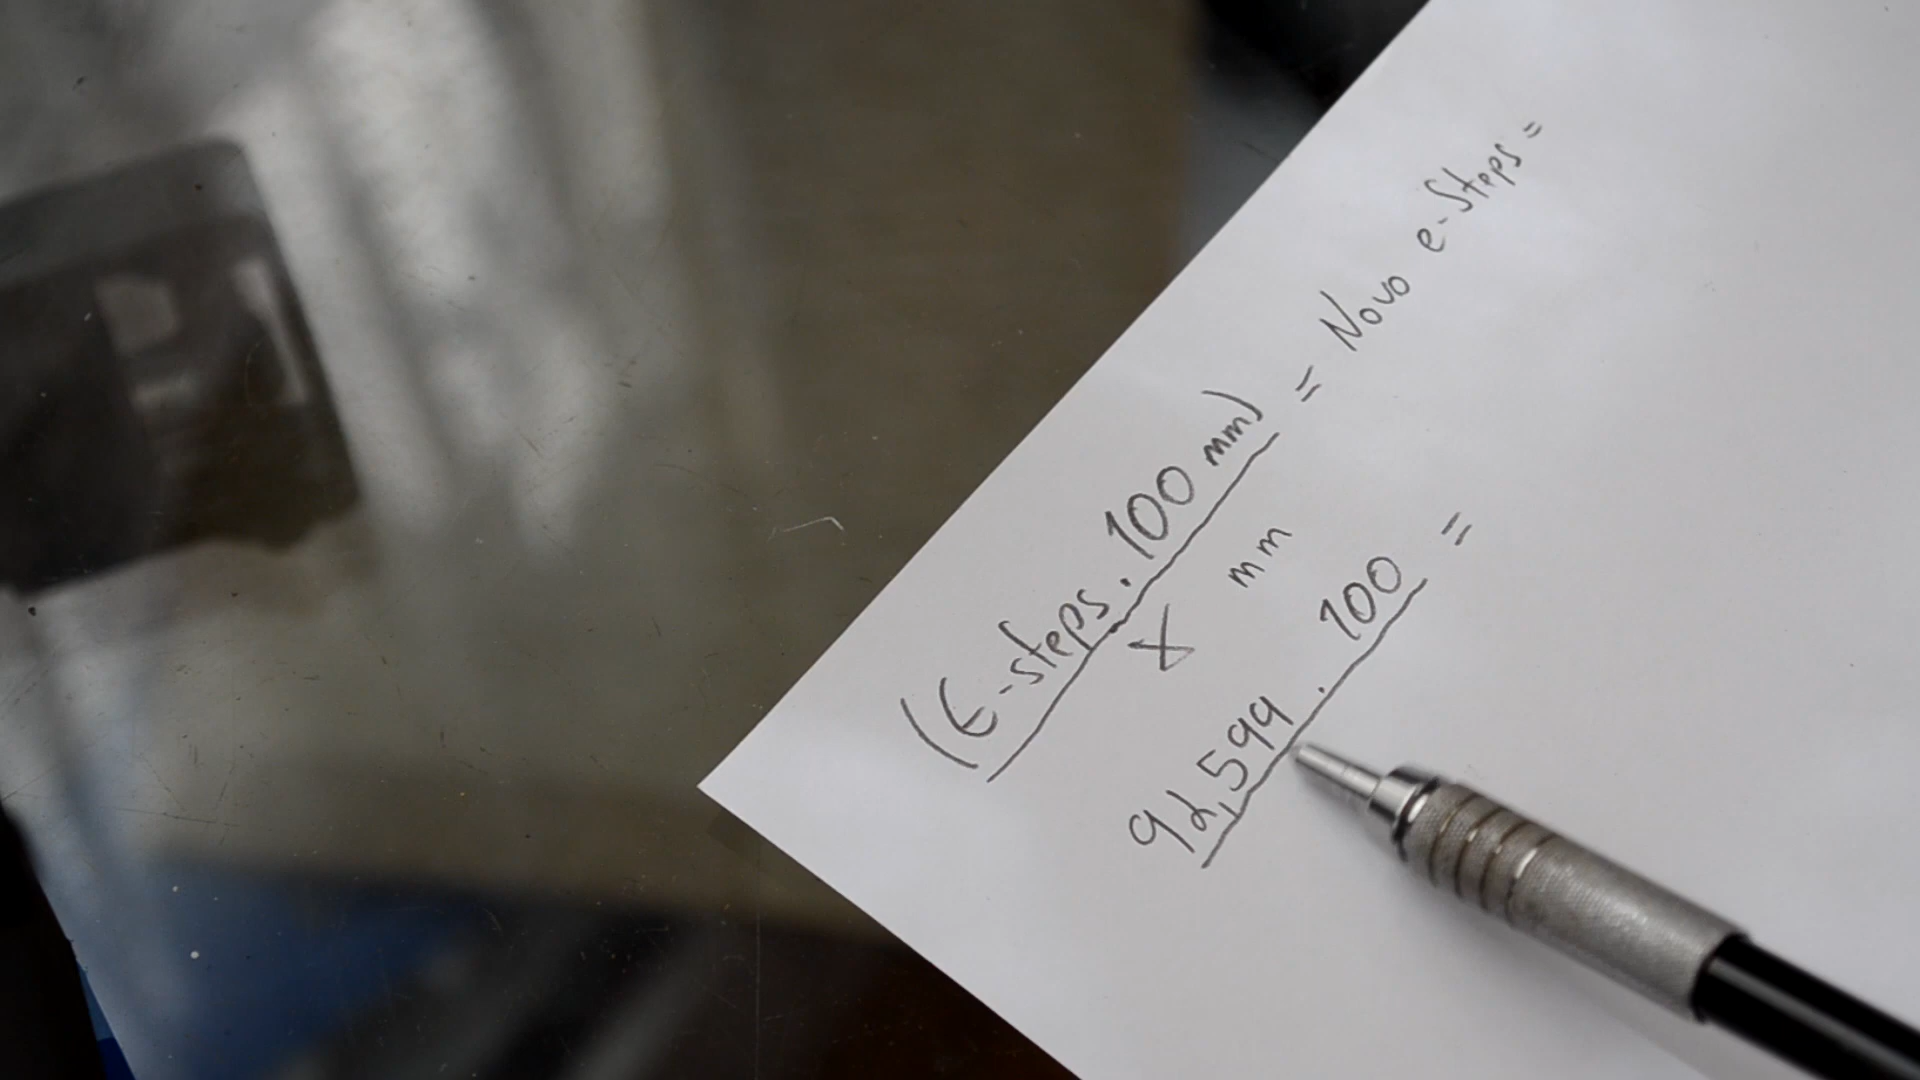 (E-steps . 100 mm) = Novo e-Steps =
X mm
92,599 . 100 =